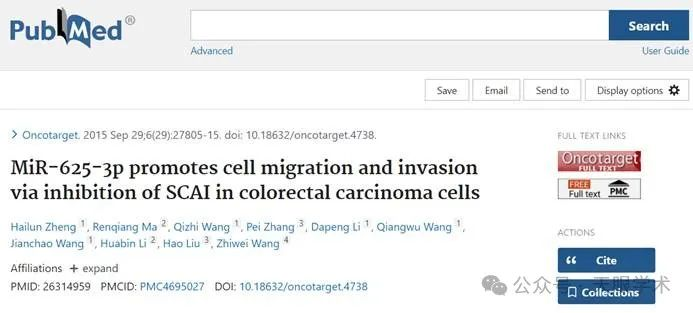 PubMed®
Search
Advanced
User Guide
Save
Email
Send to
Display options
> Oncotarget. 2015 Sep 29;6(29):27805-15. doi: 10.18632/oncotarget.4738.
MiR-625-3p promotes cell migration and invasion
via inhibition of SCAI in colorectal carcinoma cells
Hailun Zheng 1, Renqiang Ma 2, Qizhi Wang 1, Pei Zhang 3, Dapeng Li 1, Qiangwu Wang 1,
Jianchao Wang 1, Huabin Li 2, Hao Liu 3, Zhiwei Wang 4
Affiliations + expand
PMID: 26314959 PMCID: PMC4695027 DOI: 10.18632/oncotarget.4738
FULL TEXT LINKS
Oncotarget
FULL TEXT
FREE
Full text
PMC
ACTIONS
Cite
Collections
公众号·天眼学术